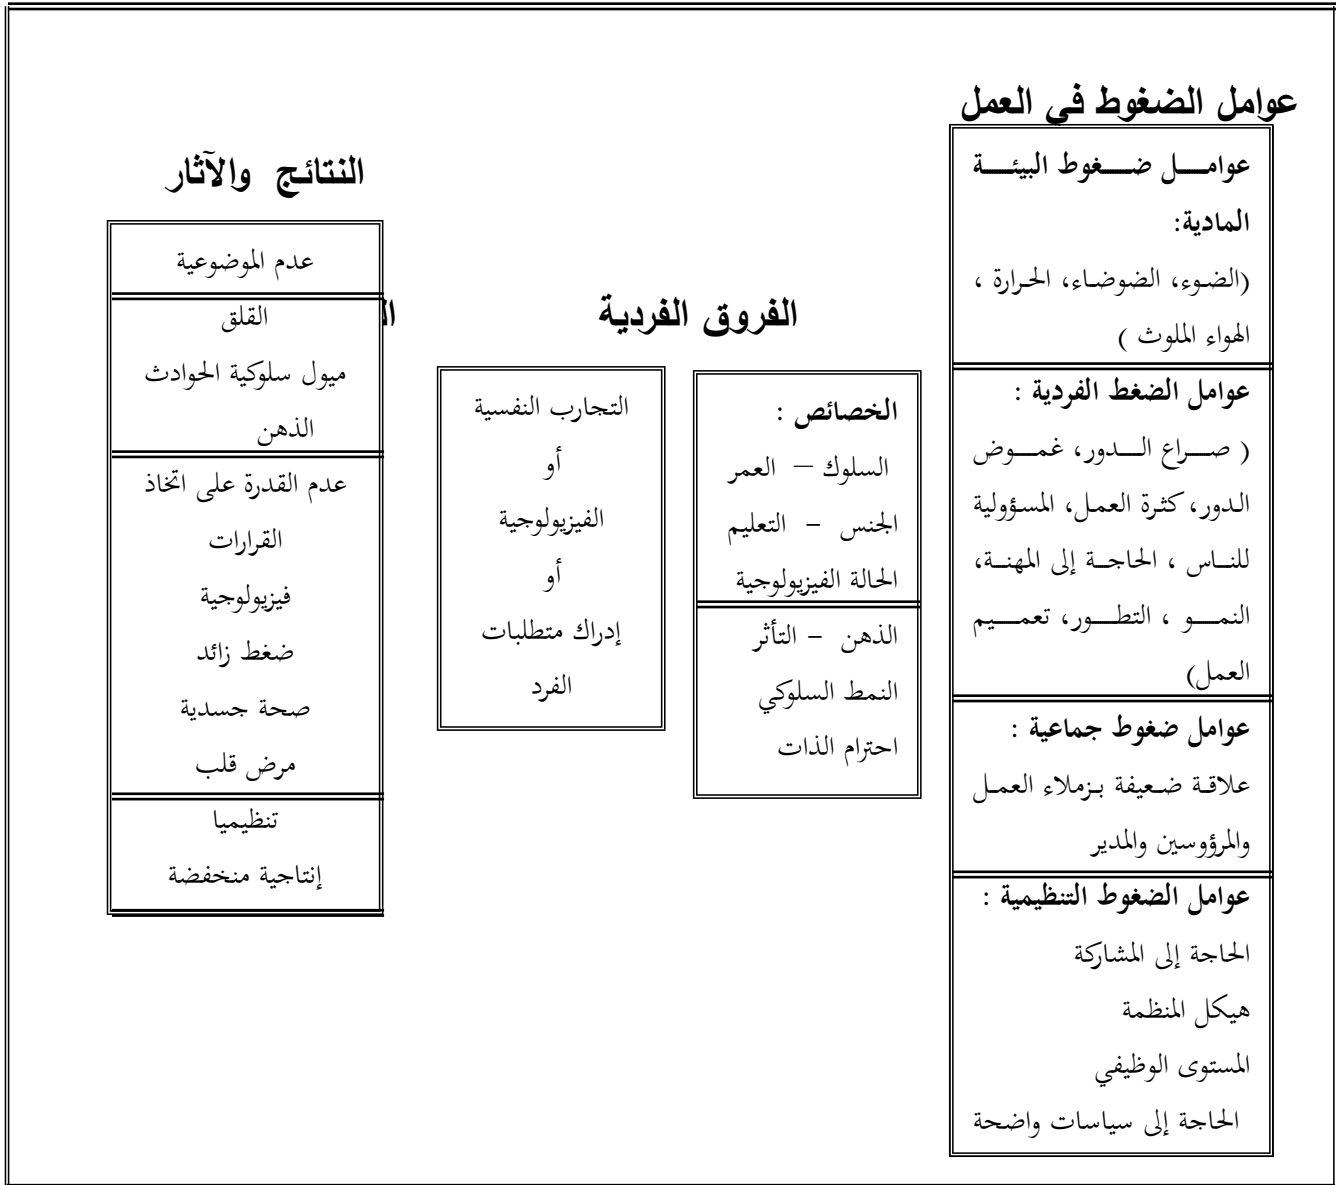 عوامل الضغوط في العمل
عوامل ضغوط البيئة
المادية:
(الضوء، الضوضاء، الحرارة ،
الهواء الملوث )
عوامل الضغط الفردية :
( صراع الدور، غموض
الدور، كثرة العمل، المسؤولية
للناس ، الحاجة إلى المهنة،
النمو ، التطور، تعميم
العمل)
عوامل ضغوط جماعية :
علاقة ضعيفة بزملاء العمل
والمرؤوسين والمدير
عوامل الضغوط التنظيمية :
الحاجة إلى المشاركة
هيكل المنظمة
المستوى الوظيفي
الحاجة إلى سياسات واضحة
الفروق الفردية
الخصائص :
السلوك – العمر
الجنس – التعليم
الحالة الفيزيولوجية
الذهن – التأثر
النمط السلوكي
احترام الذات
التجارب النفسية
أو
الفيزيولوجية
أو
إدراك متطلبات
الفرد
النتائج والآثار
عدم الموضوعية
القلق
ميول سلوكية الحوادث
الذهن
عدم القدرة على اتخاذ
القرارات
فيزيولوجية
ضغط زائد
صحة جسدية
مرض قلب
تنظيميا
إنتاجية منخفضة